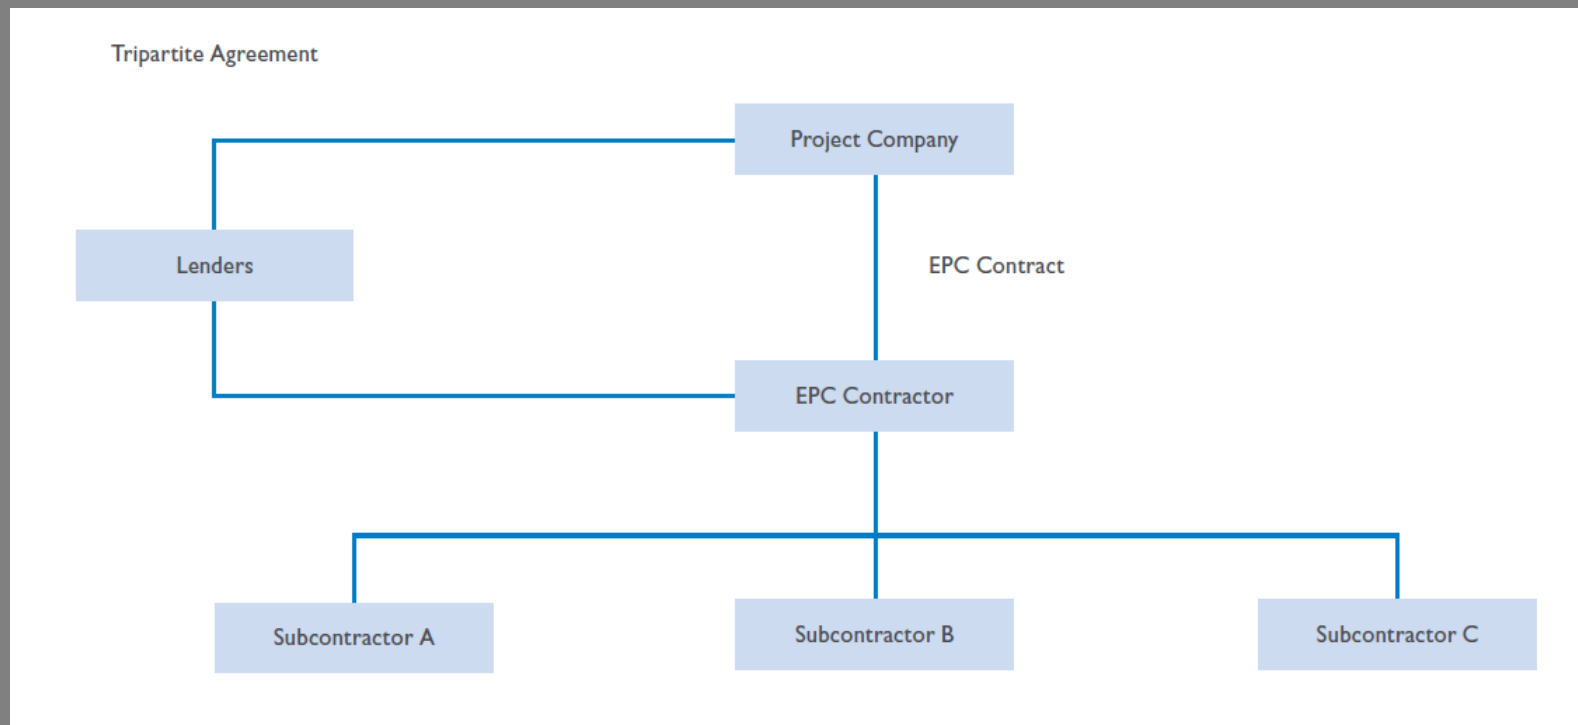 Tripartite Agreement
Project Company
Lenders
EPC Contract
EPC Contractor
Subcontractor A
Subcontractor B
Subcontractor C